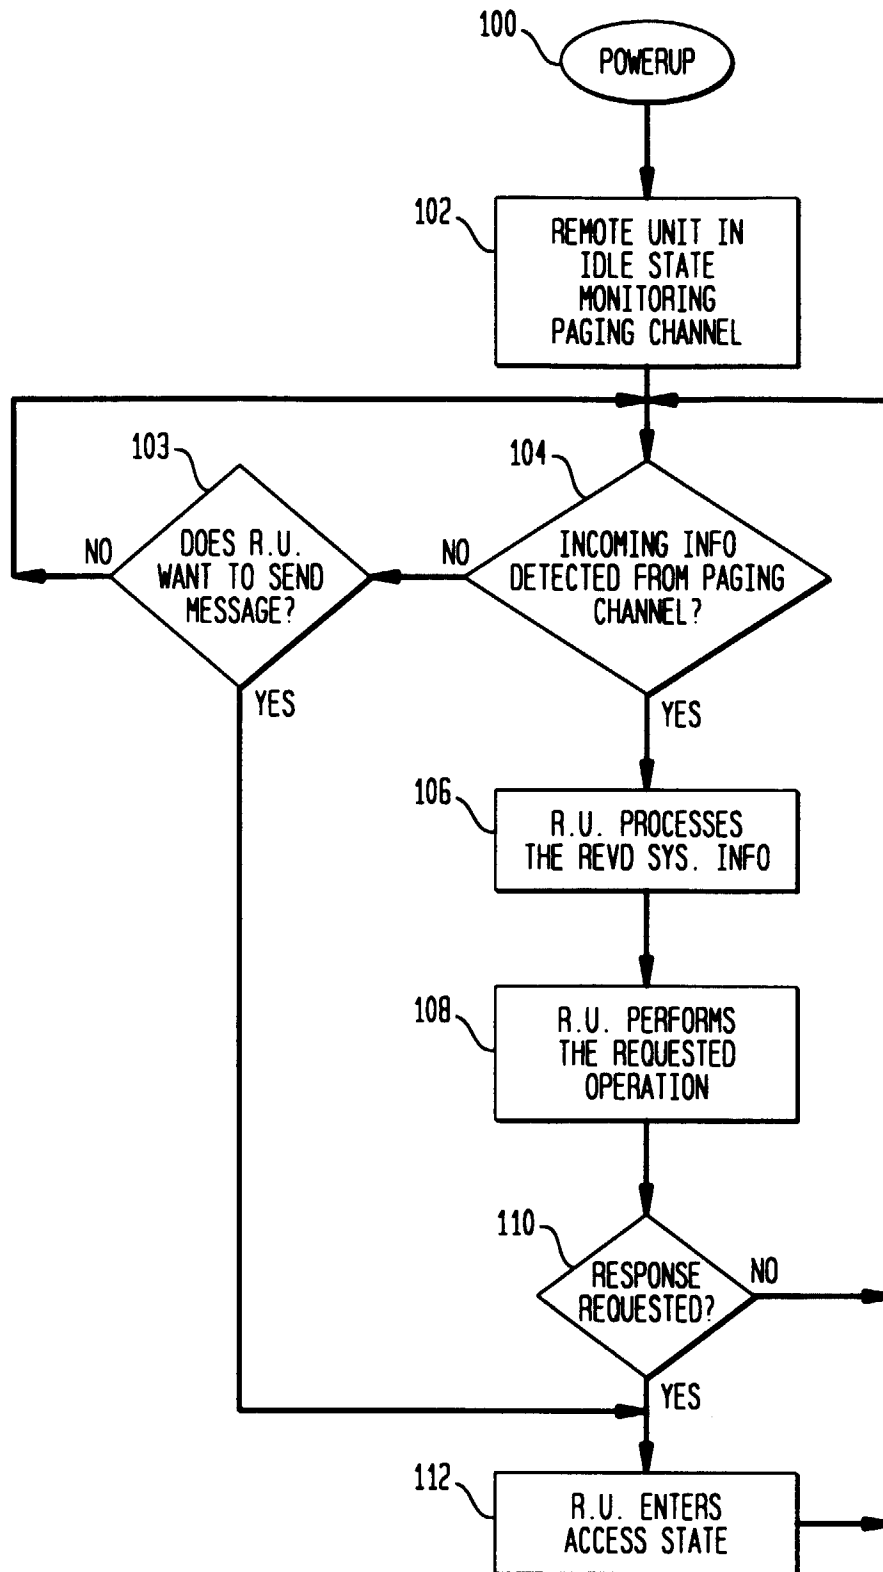 100
POWERUP
102
REMOTE UNIT IN
IDLE STATE
MONITORING
PAGING CHANNEL
103
104
NO
DOES R.U.
WANT TO SEND
MESSAGE?
NO
INCOMING INFO
DETECTED FROM PAGING
CHANNEL?
YES
YES
106
R.U. PROCESSES
THE REVD SYS. INFO
108
R.U. PERFORMS
THE REQUESTED
OPERATION
110
RESPONSE
REQUESTED?
NO
YES
112
R.U. ENTERS
ACCESS STATE